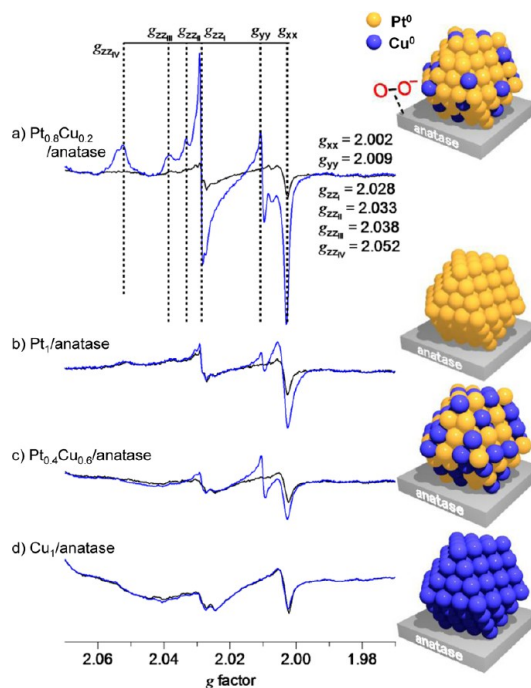 g_zzIII g_zzII g_zzI g_yy g_xx
g_zzIV
Pt⁰
Cu⁰
O-O⁻
anatase
a) Pt₀.₈Cu₀.₂
/anatase
g_xx = 2.002
g_yy = 2.009
g_zzI = 2.028
g_zzII = 2.033
g_zzIII = 2.038
g_zzIV = 2.052
anatase
b) Pt₁/anatase
c) Pt₀.₄Cu₀.₆/anatase
anatase
d) Cu₁/anatase
anatase
2.06 2.04 2.02 2.00 1.98
g factor